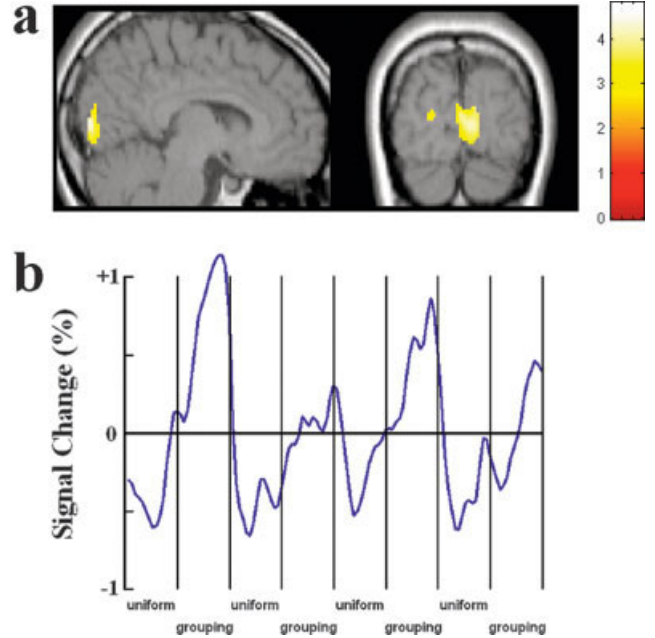 a
4
3
2
1
0
b
+1
0
-1
Signal Change (%)
uniform uniform uniform uniform
grouping grouping grouping grouping